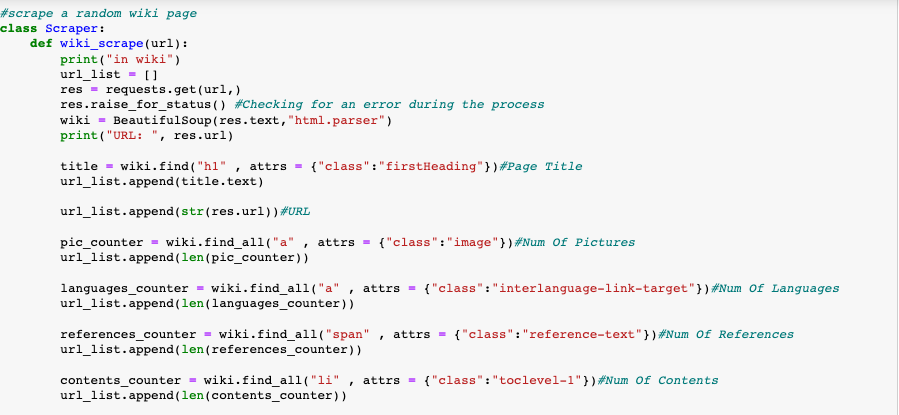 #scrape a random wiki page
class Scraper:
    def wiki_scrape(url):
        print("in wiki")
        url_list = []
        res = requests.get(url,)
        res.raise_for_status() #Checking for an error during the process
        wiki = BeautifulSoup(res.text,"html.parser")
        print("URL: ", res.url)

        title = wiki.find("h1" , attrs = {"class":"firstHeading"})#Page Title
        url_list.append(title.text)

        url_list.append(str(res.url))#URL

        pic_counter = wiki.find_all("a" , attrs = {"class":"image"})#Num Of Pictures
        url_list.append(len(pic_counter))

        languages_counter = wiki.find_all("a" , attrs = {"class":"interlanguage-link-target"})#Num Of Languages
        url_list.append(len(languages_counter))

        references_counter = wiki.find_all("span" , attrs = {"class":"reference-text"})#Num Of References
        url_list.append(len(references_counter))

        contents_counter = wiki.find_all("li" , attrs = {"class":"toclevel-1"})#Num Of Contents
        url_list.append(len(contents_counter))